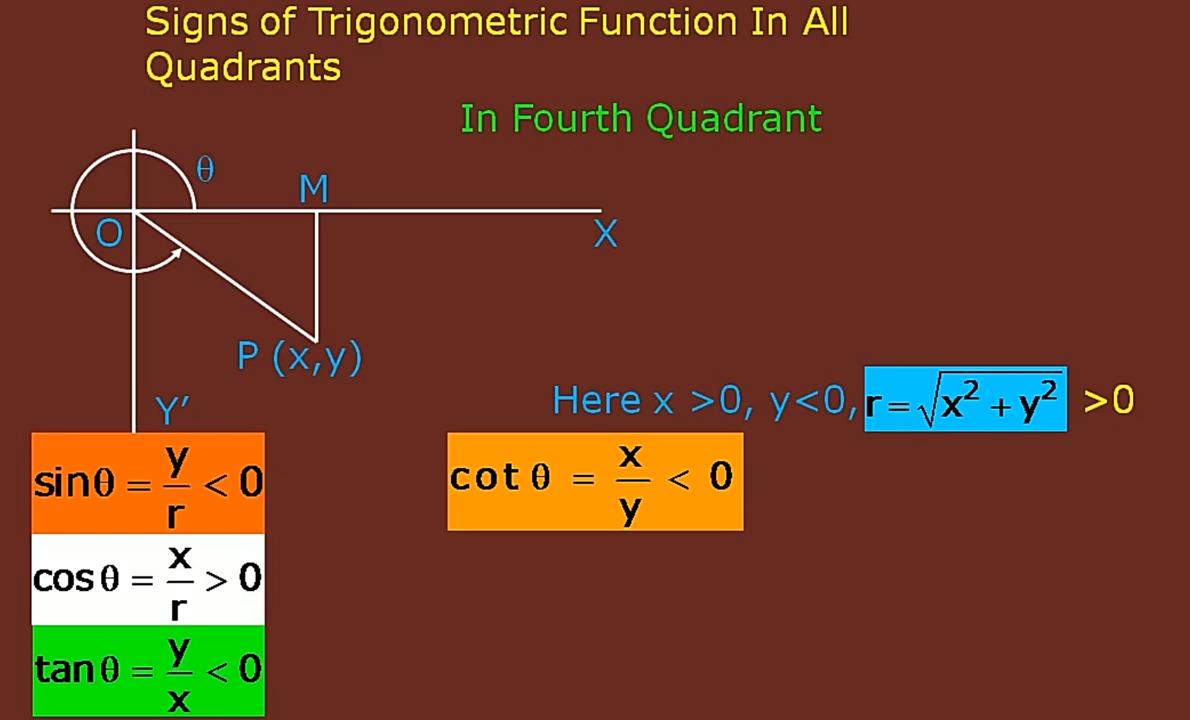 Signs of Trigonometric Function In All
Quadrants
In Fourth Quadrant
θ
M
O
X
P (x,y)
Y’
Here x >0, y<0, r = √(x² + y²) >0
sinθ = y/r < 0
cot θ = x/y < 0
cosθ = x/r > 0
tanθ = y/x < 0